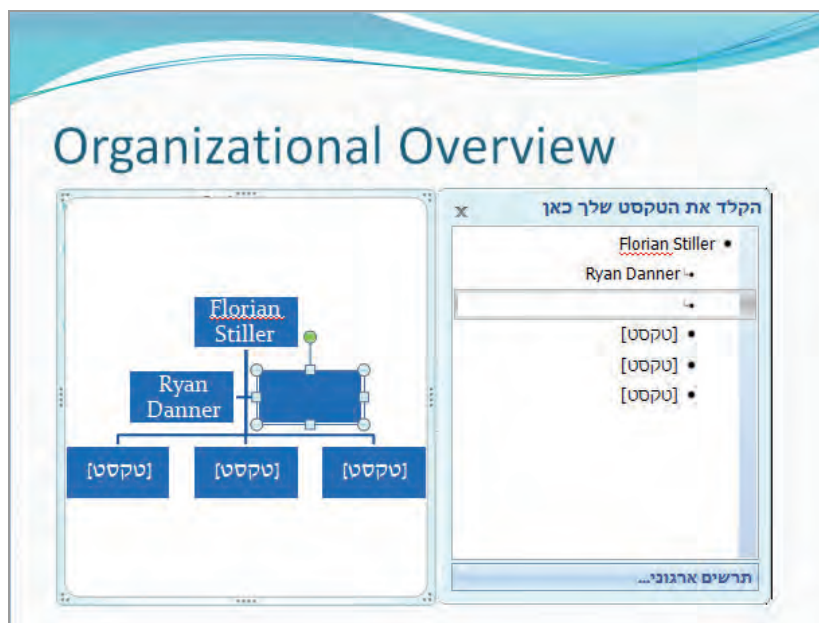 Organizational Overview
Florian
Stiller
Ryan
Danner
[טקסט]
[טקסט]
[טקסט]
הקלד את הטקסט שלך כאן
x
Florian Stiller
Ryan Danner
[טקסט]
[טקסט]
[טקסט]
תרשים ארגוני...